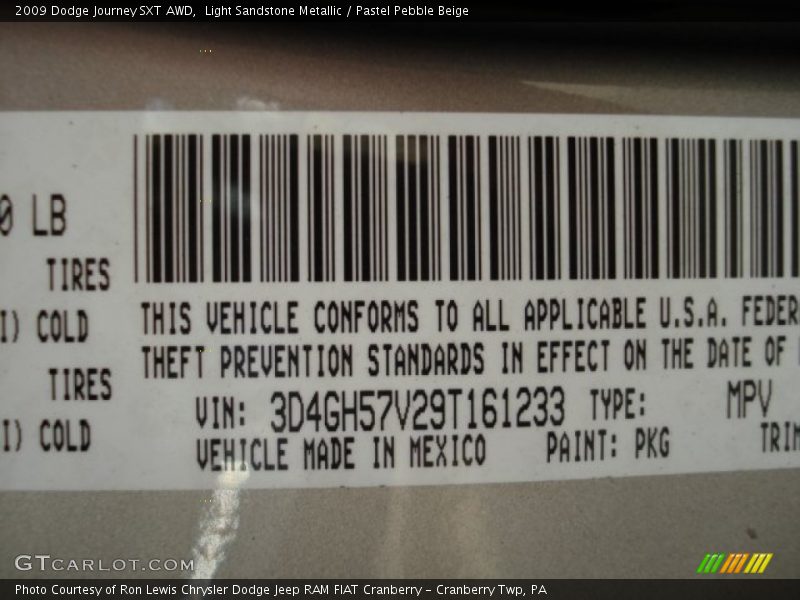 2009 Dodge Journey SXT AWD, Light Sandstone Metallic / Pastel Pebble Beige
0 LB
TIRES
I) COLD
TIRES
I) COLD
THIS VEHICLE CONFORMS TO ALL APPLICABLE U.S.A. FEDER
THEFT PREVENTION STANDARDS IN EFFECT ON THE DATE OF
VIN: 3D4GH57V29T161233 TYPE: MPV
VEHICLE MADE IN MEXICO PAINT: PKG TRIM
GTCARLOT.COM
Photo Courtesy of Ron Lewis Chrysler Dodge Jeep RAM FIAT Cranberry - Cranberry Twp, PA